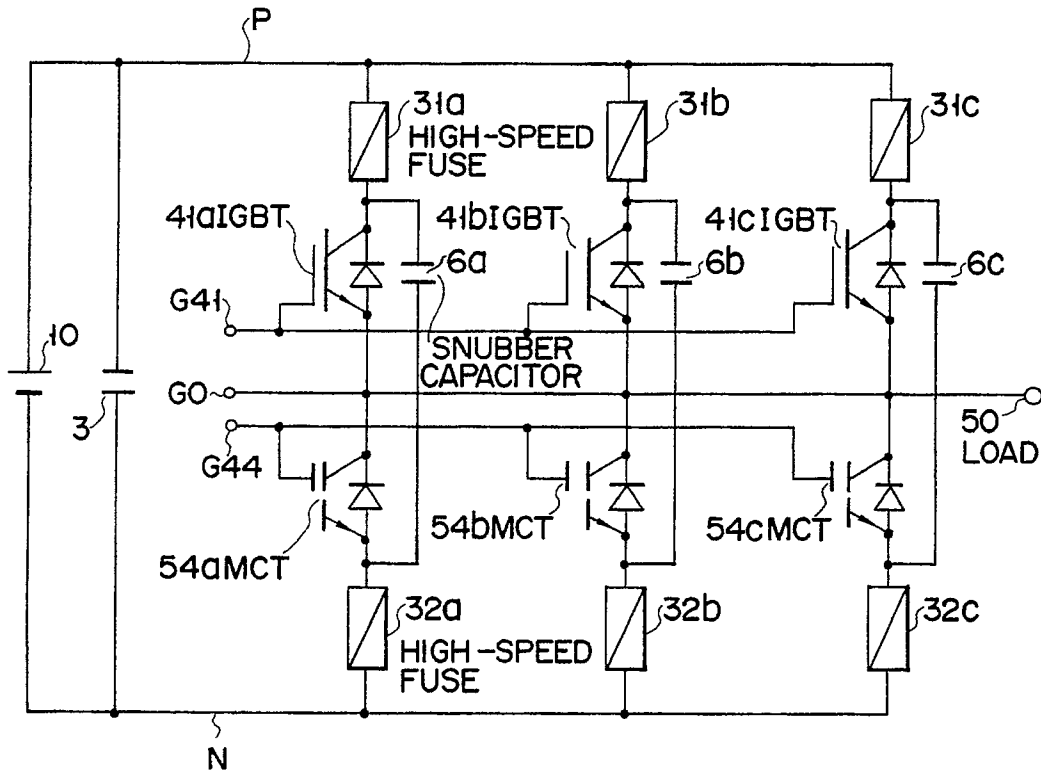 P
31a
HIGH-SPEED
FUSE
31b
31c
41aIGBT
41bIGBT
41cIGBT
6a
6b
6c
G41
SNUBBER
CAPACITOR
10
3
G0
G44
50
LOAD
54aMCT
54bMCT
54cMCT
32a
HIGH-SPEED
FUSE
32b
32c
N